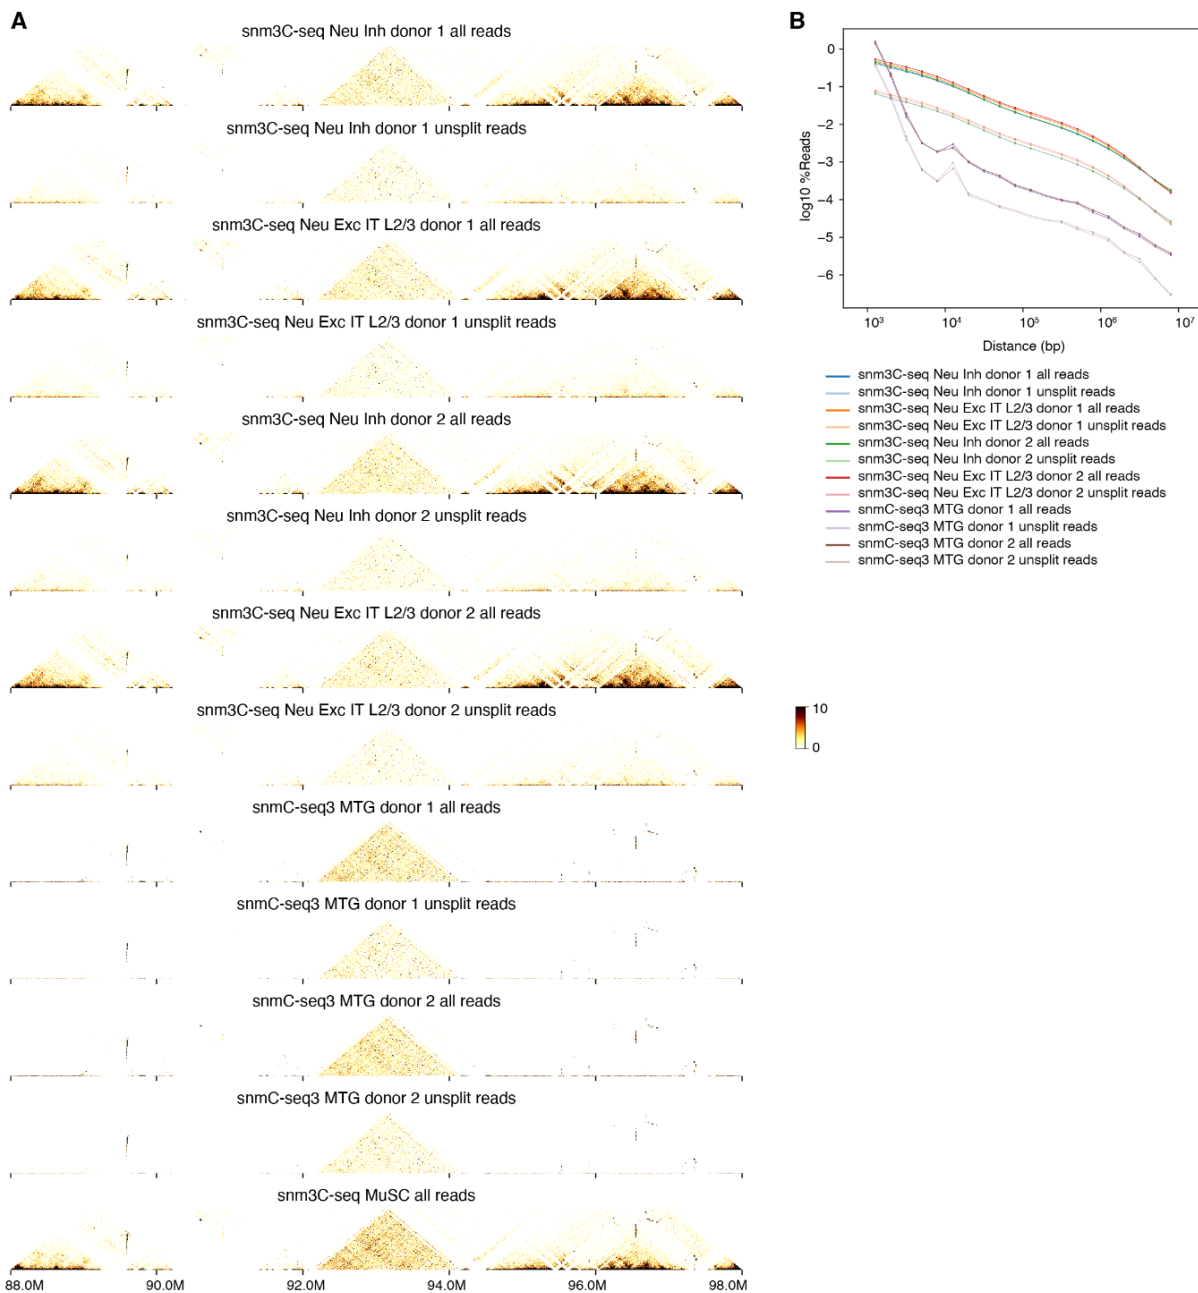 A
snm3C-seq Neu Inh donor 1 all reads
snm3C-seq Neu Inh donor 1 unsplit reads
snm3C-seq Neu Exc IT L2/3 donor 1 all reads
snm3C-seq Neu Exc IT L2/3 donor 1 unsplit reads
snm3C-seq Neu Inh donor 2 all reads
snm3C-seq Neu Inh donor 2 unsplit reads
snm3C-seq Neu Exc IT L2/3 donor 2 all reads
snm3C-seq Neu Exc IT L2/3 donor 2 unsplit reads
snmC-seq3 MTG donor 1 all reads
snmC-seq3 MTG donor 1 unsplit reads
snmC-seq3 MTG donor 2 all reads
snmC-seq3 MTG donor 2 unsplit reads
snm3C-seq MuSC all reads
88.0M 90.0M 92.0M 94.0M 96.0M 98.0M
B
log10 %Reads
0
−1
−2
−3
−4
−5
−6
10³ 10⁴ 10⁵ 10⁶ 10⁷
Distance (bp)
snm3C-seq Neu Inh donor 1 all reads
snm3C-seq Neu Inh donor 1 unsplit reads
snm3C-seq Neu Exc IT L2/3 donor 1 all reads
snm3C-seq Neu Exc IT L2/3 donor 1 unsplit reads
snm3C-seq Neu Inh donor 2 all reads
snm3C-seq Neu Inh donor 2 unsplit reads
snm3C-seq Neu Exc IT L2/3 donor 2 all reads
snm3C-seq Neu Exc IT L2/3 donor 2 unsplit reads
snmC-seq3 MTG donor 1 all reads
snmC-seq3 MTG donor 1 unsplit reads
snmC-seq3 MTG donor 2 all reads
snmC-seq3 MTG donor 2 unsplit reads
10
0